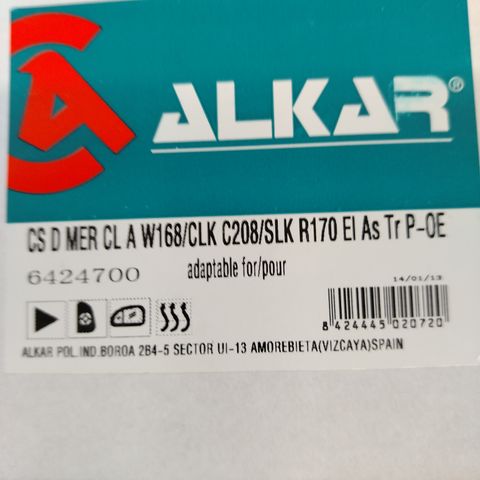 ALKAR®
CS D MER CL A W168/CLK C208/SLK R170 El As Tr P-OE
6424700
adaptable for/pour
14/01/13
8 424445 020720
ALKAR POL.IND.BOROA 2B4-5 SECTOR UI-13 AMOREBIETA(VIZCAYA)SPAIN